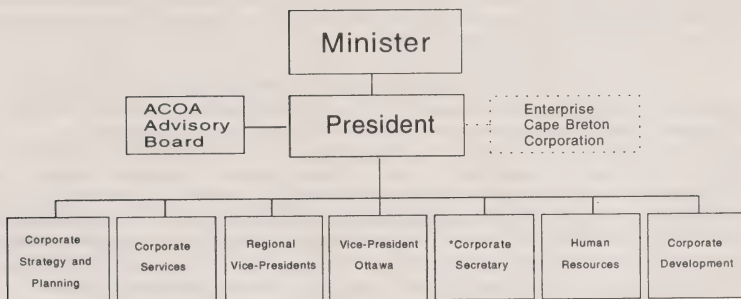 Minister
ACOA
Advisory
Board
President
Enterprise
Cape Breton
Corporation
Corporate
Strategy and
Planning
Corporate
Services
Regional
Vice-Presidents
Vice-President
Ottawa
*Corporate
Secretary
Human
Resources
Corporate
Development